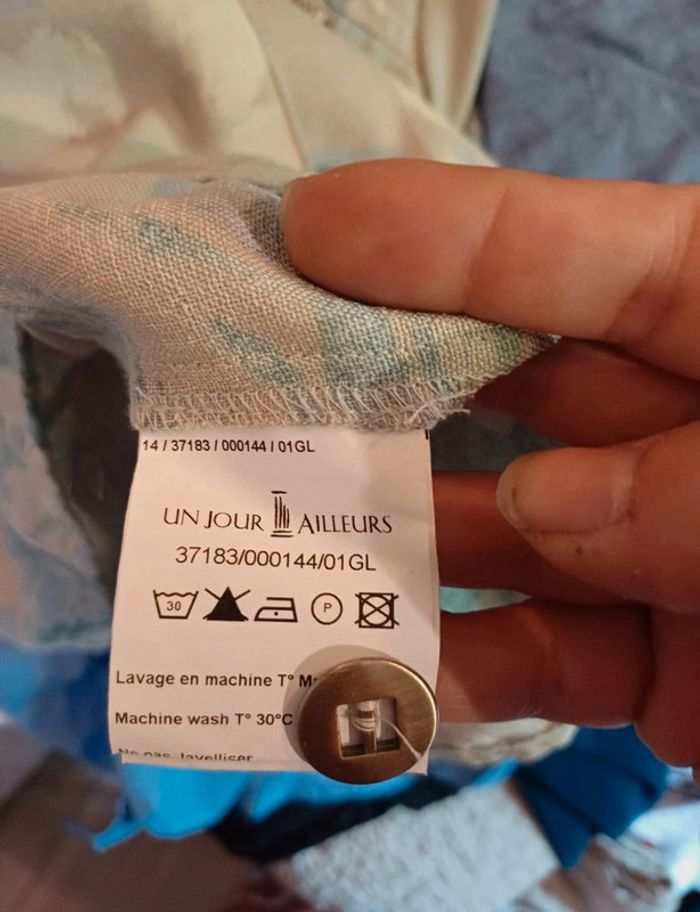 14 / 37183 / 000144 / 01GL
UN JOUR AILLEURS
37183/000144/01GL
30 P
Lavage en machine T°
Machine wash T° 30°C